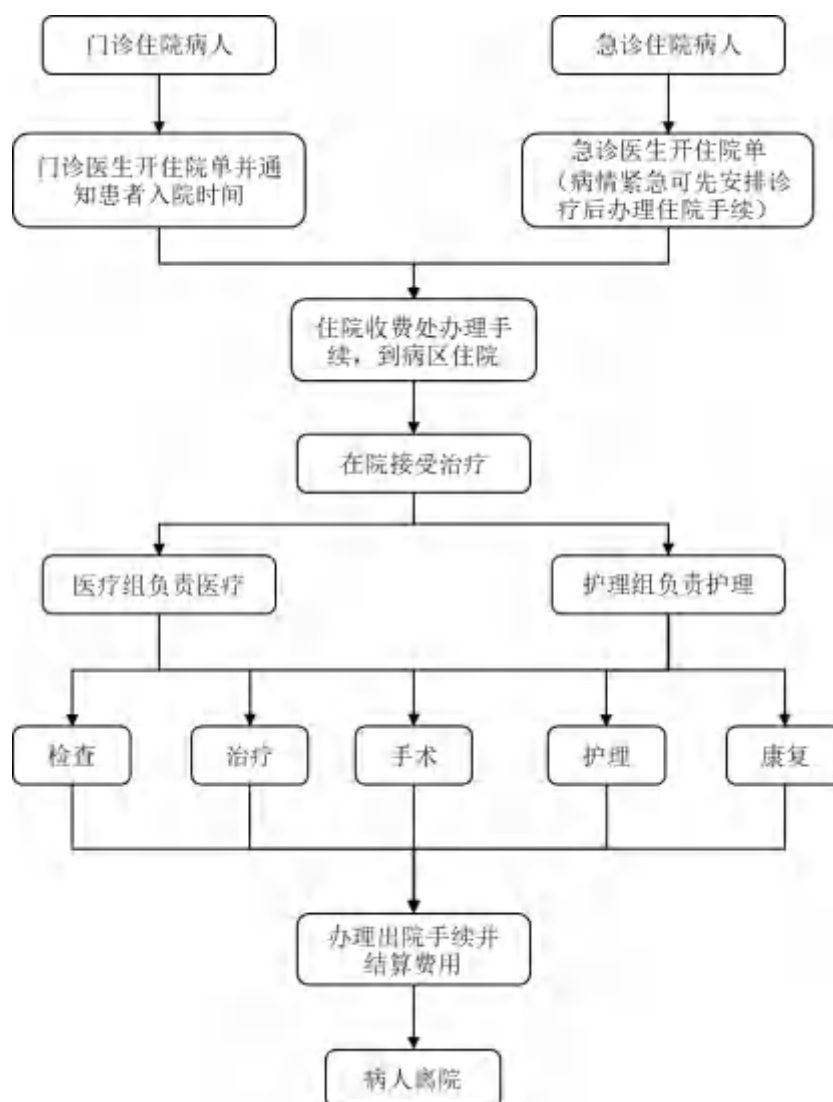 门诊住院病人
急诊住院病人
门诊医生开住院单并通
知患者入院时间
急诊医生开住院单
（病情紧急可先安排诊
疗后办理住院手续）
住院收费处办理手
续，到病区住院
在院接受治疗
医疗组负责医疗
护理组负责护理
检查
治疗
手术
护理
康复
办理出院手续并
结算费用
病人离院